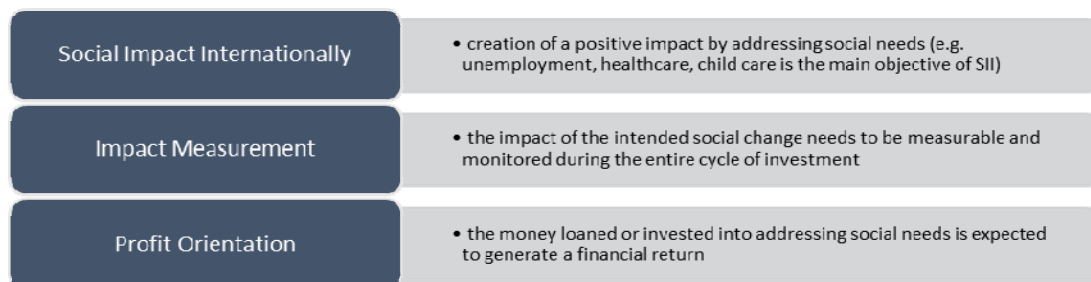 Social Impact Internationally
• creation of a positive impact by addressing social needs (e.g.
unemployment, healthcare, child care is the main objective of SII)
Impact Measurement
• the impact of the intended social change needs to be measurable and
monitored during the entire cycle of investment
Profit Orientation
• the money loaned or invested into addressing social needs is expected
to generate a financial return